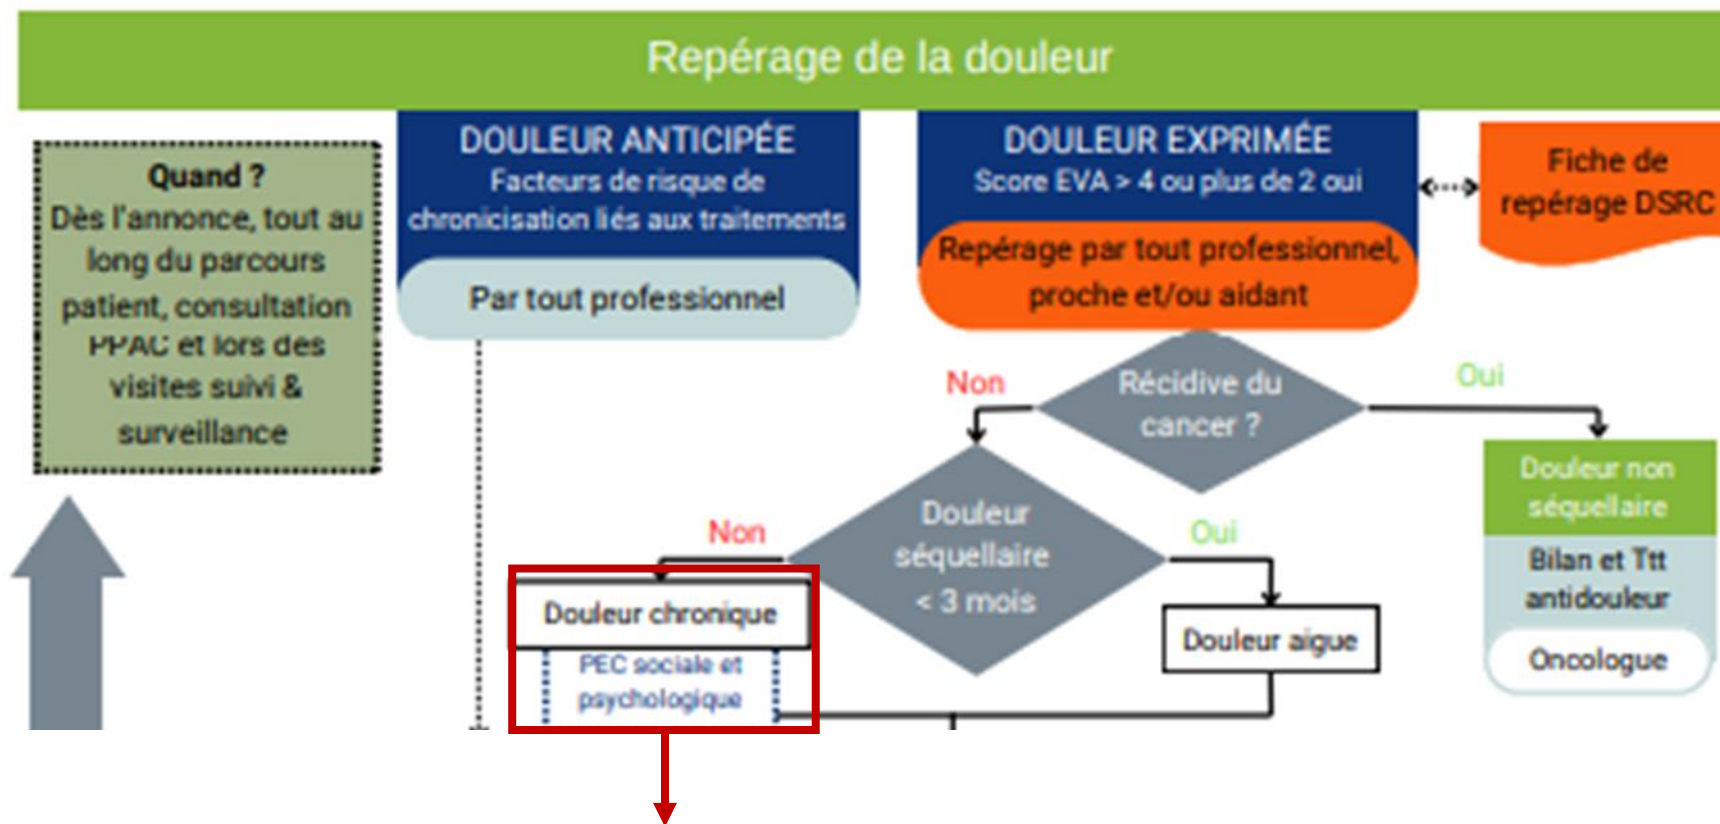 Repérage de la douleur
Quand ?
Dès l'annonce, tout au
long du parcours
patient, consultation
PPAC et lors des
visites suivi &
surveillance
DOULEUR ANTICIPÉE
Facteurs de risque de
chronicisation liés aux traitements
Par tout professionnel
DOULEUR EXPRIMÉE
Score EVA > 4 ou plus de 2 oui
Repérage par tout professionnel,
proche et/ou aidant
Fiche de
repérage DSRC
Récidive du
cancer ?
Non
Oui
Douleur
séquellaire
< 3 mois
Non
Oui
Douleur non
séquellaire
Bilan et Ttt
antidouleur
Oncologue
Douleur chronique
PEC sociale et
psychologique
Douleur aigue